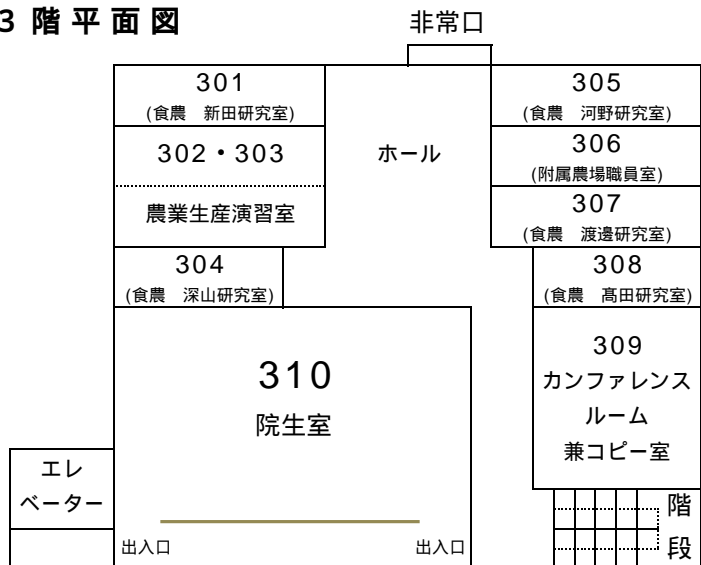 3 階 平 面 図
非常口
301
(食農　新田研究室)
302・303
農業生産演習室
304
(食農　深山研究室)
ホール
305
(食農　河野研究室)
306
(附属農場職員室)
307
(食農　渡邊研究室)
308
(食農　髙田研究室)
309
カンファレンス
ルーム
兼コピー室
310
院生室
エレ
ベーター
出入口
出入口
階
段